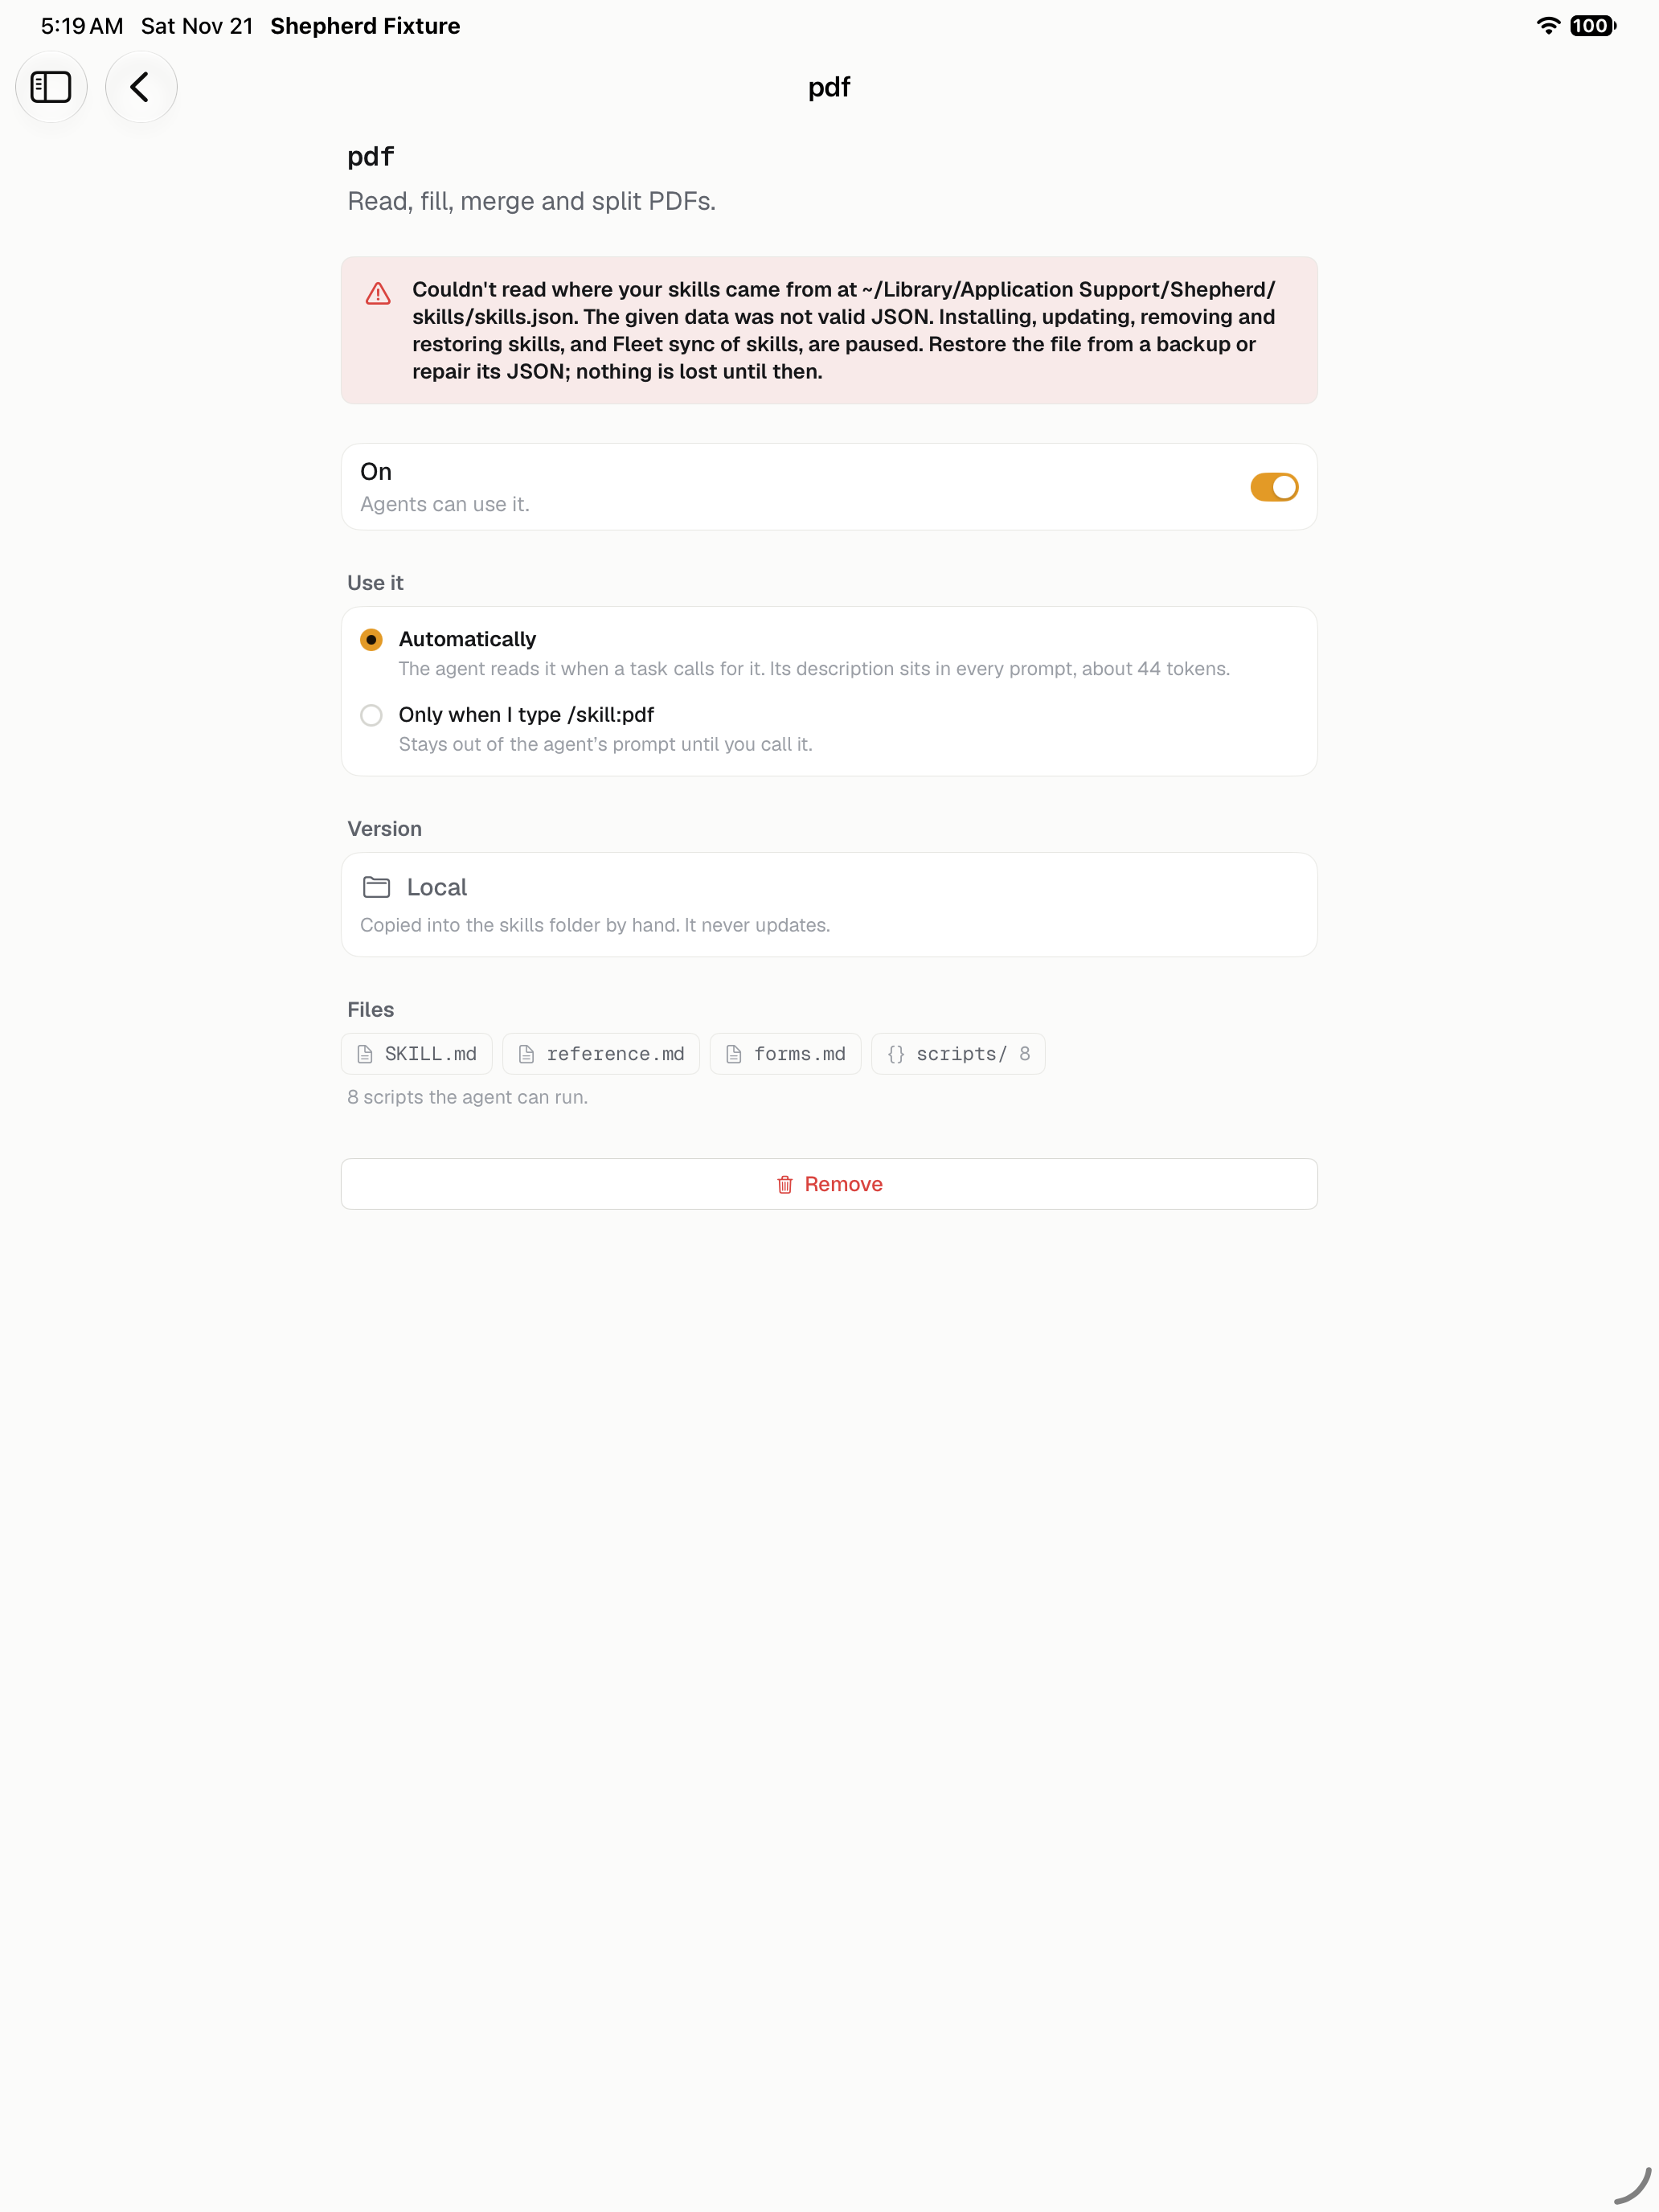 5:19 AM Sat Nov 21 Shepherd Fixture
100
pdf
pdf
Read, fill, merge and split PDFs.
Couldn't read where your skills came from at ~/Library/Application Support/Shepherd/
skills/skills.json. The given data was not valid JSON. Installing, updating, removing and
restoring skills, and Fleet sync of skills, are paused. Restore the file from a backup or
repair its JSON; nothing is lost until then.
On
Agents can use it.
Use it
Automatically
The agent reads it when a task calls for it. Its description sits in every prompt, about 44 tokens.
Only when I type /skill:pdf
Stays out of the agent’s prompt until you call it.
Version
Local
Copied into the skills folder by hand. It never updates.
Files
SKILL.md reference.md forms.md {} scripts/ 8
8 scripts the agent can run.
Remove